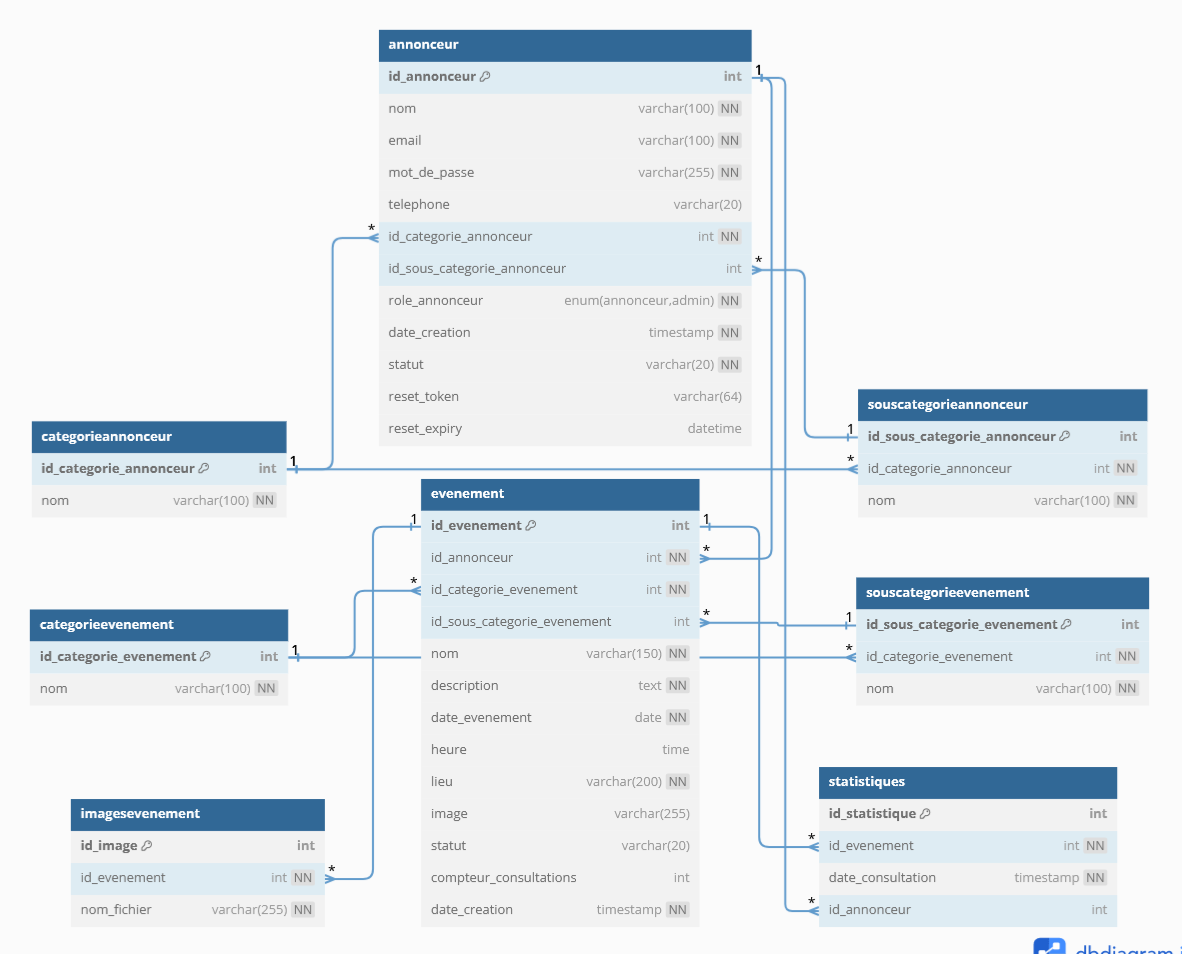 annonceur
id_annonceur int
nom varchar(100) NN
email varchar(100) NN
mot_de_passe varchar(255) NN
telephone varchar(20)
id_categorie_annonceur int NN
id_sous_categorie_annonceur int
role_annonceur enum(annonceur,admin) NN
date_creation timestamp NN
statut varchar(20) NN
reset_token varchar(64)
reset_expiry datetime
1
*
*
categorieannonceur
id_categorie_annonceur int
nom varchar(100) NN
1
souscategorieannonceur
id_sous_categorie_annonceur int
id_categorie_annonceur int NN
nom varchar(100) NN
1
*
evenement
id_evenement int
id_annonceur int NN
id_categorie_evenement int NN
id_sous_categorie_evenement int
nom varchar(150) NN
description text NN
date_evenement date NN
heure time
lieu varchar(200) NN
image varchar(255)
statut varchar(20)
compteur_consultations int
date_creation timestamp NN
1
1
*
*
*
categorieevenement
id_categorie_evenement int
nom varchar(100) NN
1
souscategorieevenement
id_sous_categorie_evenement int
id_categorie_evenement int NN
nom varchar(100) NN
1
*
imagesevenement
id_image int
id_evenement int NN
nom_fichier varchar(255) NN
*
statistiques
id_statistique int
id_evenement int NN
date_consultation timestamp NN
id_annonceur int
*
*